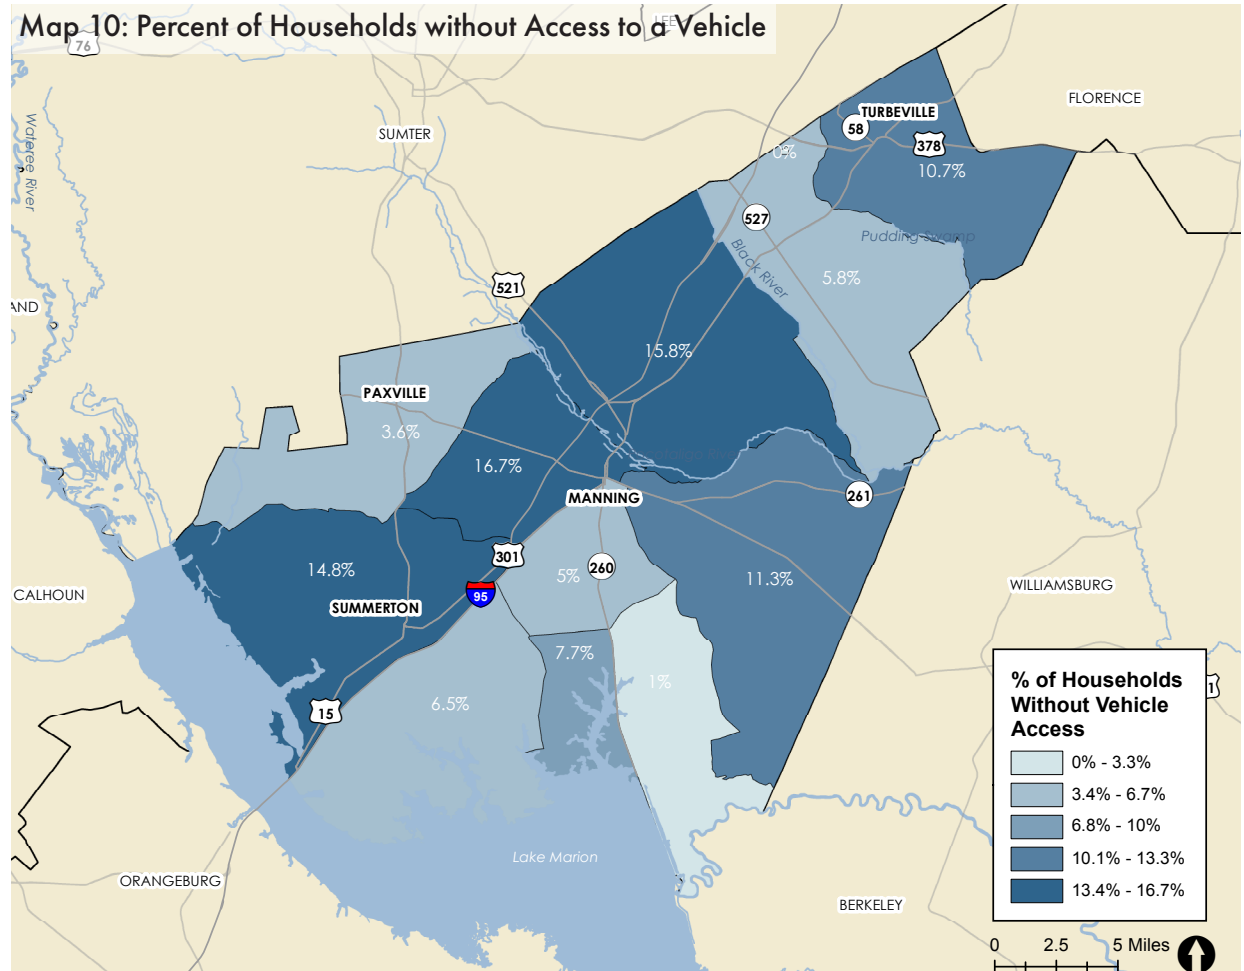 Map 10: Percent of Households without Access to a Vehicle
LEE
76
FLORENCE
TURBEVILLE
58
378
SUMTER
0%
10.7%
Wateree River
527
Pudding Swamp
Black River
5.8%
521
AND
15.8%
PAXVILLE
3.6%
16.7%
MANNING
261
301
14.8%
5%
260
11.3%
WILLIAMSBURG
CALHOUN
SUMMERTON
95
7.7%
1%
6.5%
15
1
% of Households
Without Vehicle
Access
0% - 3.3%
3.4% - 6.7%
6.8% - 10%
10.1% - 13.3%
13.4% - 16.7%
Lake Marion
ORANGEBURG
BERKELEY
0 2.5 5 Miles